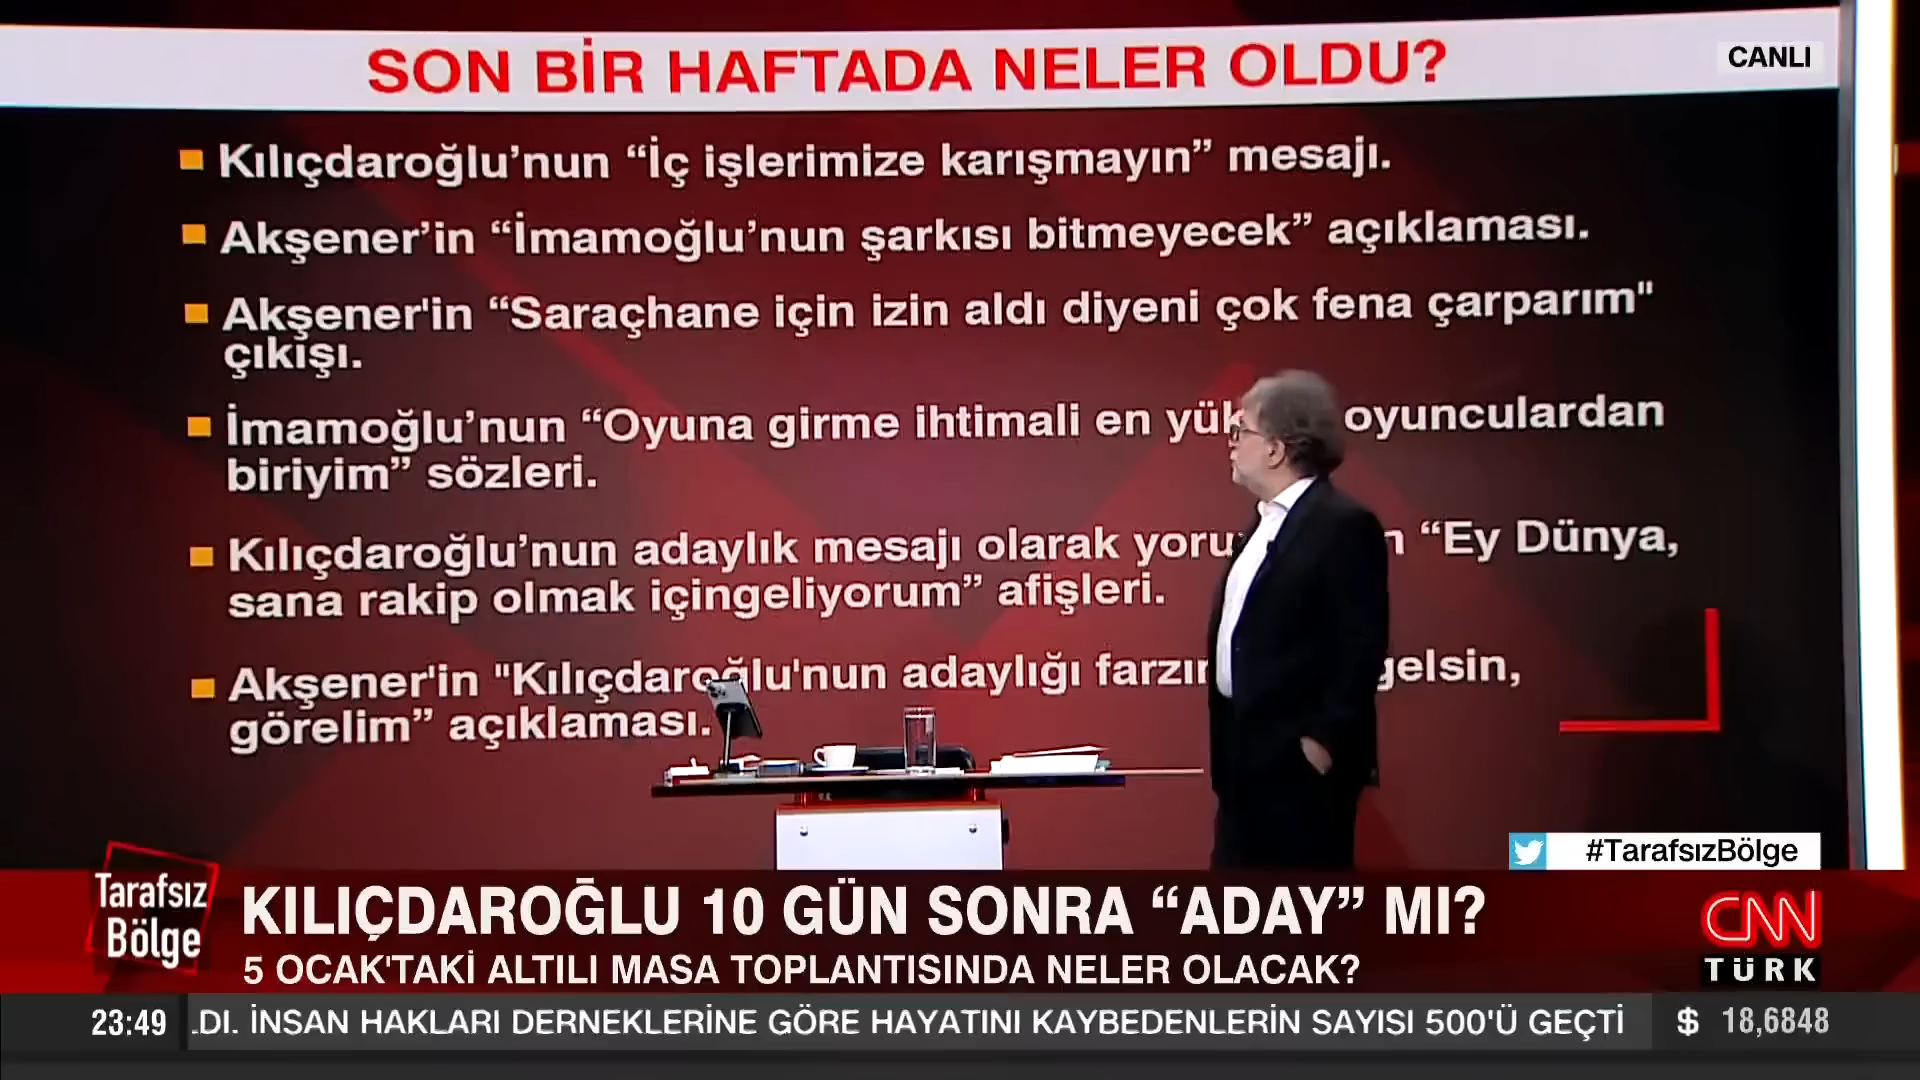 SON BİR HAFTADA NELER OLDU?
CANLI
Kılıçdaroğlu’nun “İç işlerimize karışmayın” mesajı.
Akşener’in “İmamoğlu’nun şarkısı bitmeyecek” açıklaması.
Akşener'in “Saraçhane için izin aldı diyeni çok fena çarparım"
çıkışı.
İmamoğlu’nun “Oyuna girme ihtimali en oyunculardan
biriyim” sözleri.
Kılıçdaroğlu’nun adaylık mesajı olarak “Ey Dünya,
sana rakip olmak içingeliyorum” afişleri.
Akşener'in "Kılıçdaroğlu'nun adaylığı gelsin,
görelim” açıklaması.
#TarafsızBölge
Tarafsız
Bölge
KILIÇDAROĞLU 10 GÜN SONRA “ADAY” MI?
5 OCAK'TAKİ ALTILI MASA TOPLANTISINDA NELER OLACAK?
CNN
TÜRK
23:49 .DI. İNSAN HAKLARI DERNEKLERİNE GÖRE HAYATINI KAYBEDENLERİN SAYISI 500'Ü GEÇTİ $ 18,6848